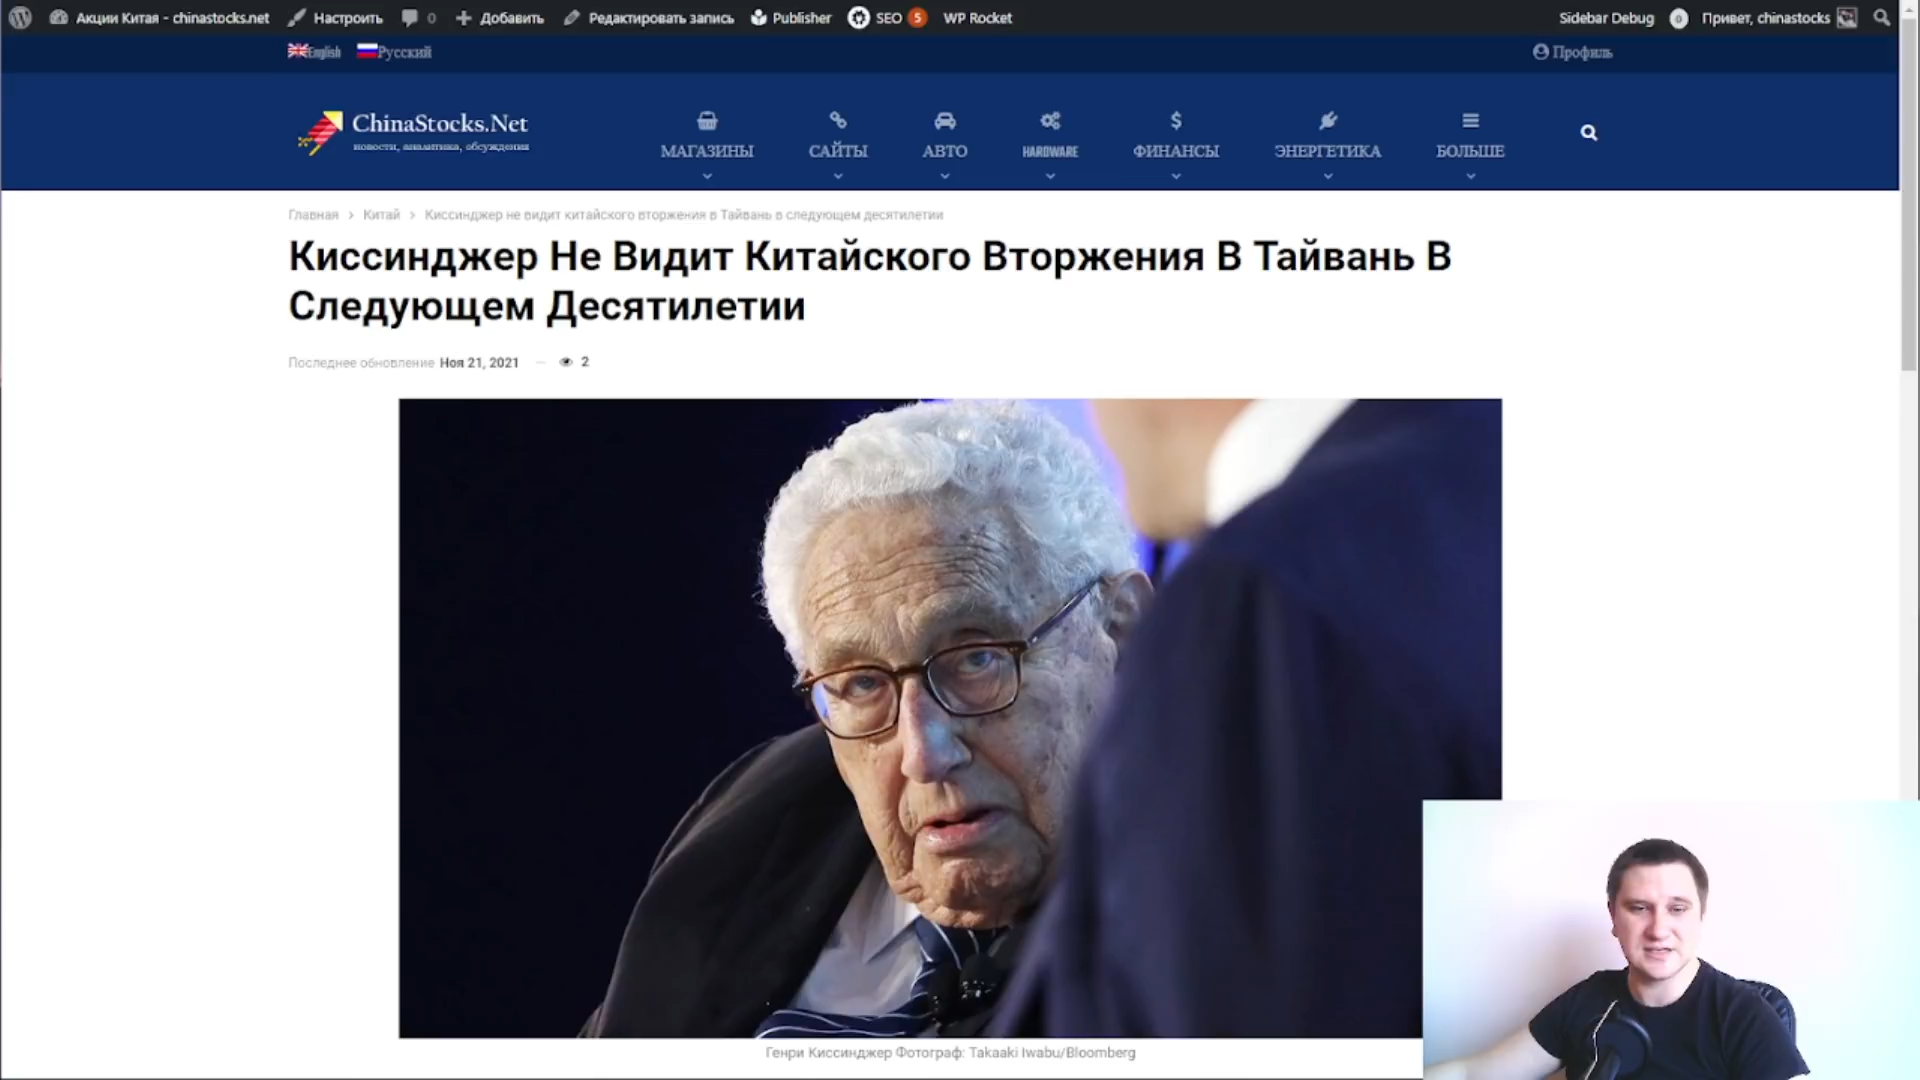 Акции Китая - chinastocks.net Настроить 0 Добавить Редактировать запись Publisher SEO 5 WP Rocket Sidebar Debug 0 Привет, chinastocks
English Русский Профиль
ChinaStocks.Net
новости, аналитика, обсуждения
МАГАЗИНЫ САЙТЫ АВТО HARDWARE ФИНАНСЫ ЭНЕРГЕТИКА БОЛЬШЕ
Главная > Китай > Киссинджер не видит китайского вторжения в Тайвань в следующем десятилетии
Киссинджер Не Видит Китайского Вторжения В Тайвань В
Следующем Десятилетии
Последнее обновление Ноя 21, 2021 — 2
Генри Киссинджер Фотограф: Takaaki Iwabu/Bloomberg